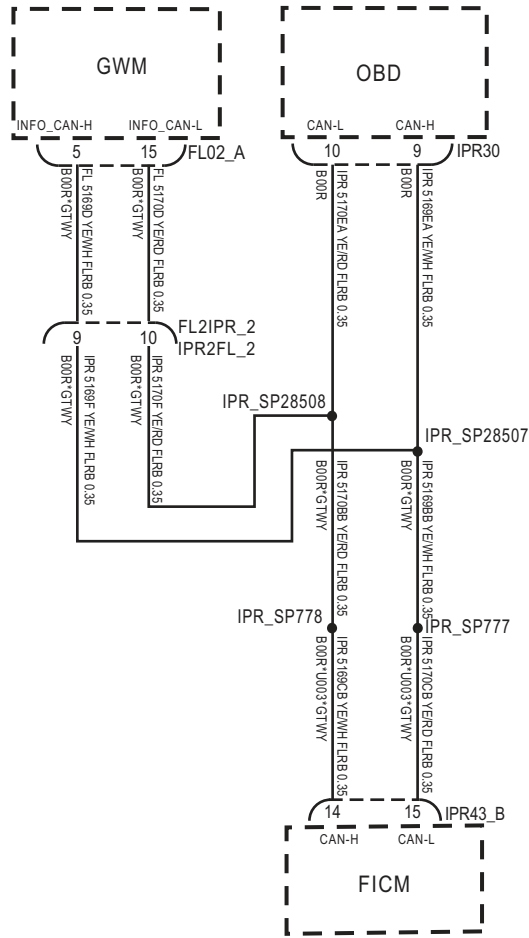 GWM
OBD
INFO_CAN-H
INFO_CAN-L
CAN-L
CAN-H
5
15
FL02_A
10
9
IPR30
B00R*GTWY
FL 5169D YE/WH FLRB 0.35
B00R*GTWY
FL 5170D YE/RD FLRB 0.35
B00R
IPR 5170EA YE/RD FLRB 0.35
B00R
IPR 5169EA YE/WH FLRB 0.35
9
10
FL2IPR_2
IPR2FL_2
B00R*GTWY
IPR 5169F YE/WH FLRB 0.35
B00R*GTWY
IPR 5170F YE/RD FLRB 0.35
IPR_SP28508
IPR_SP28507
B00R*GTWY
IPR 5170BB YE/RD FLRB 0.35
B00R*GTWY
IPR 5169BB YE/WH FLRB 0.35
IPR_SP778
IPR_SP777
B00R*U003*GTWY
IPR 5169CB YE/WH FLRB 0.35
B00R*U003*GTWY
IPR 5170CB YE/RD FLRB 0.35
14
15
IPR43_B
CAN-H
CAN-L
FICM